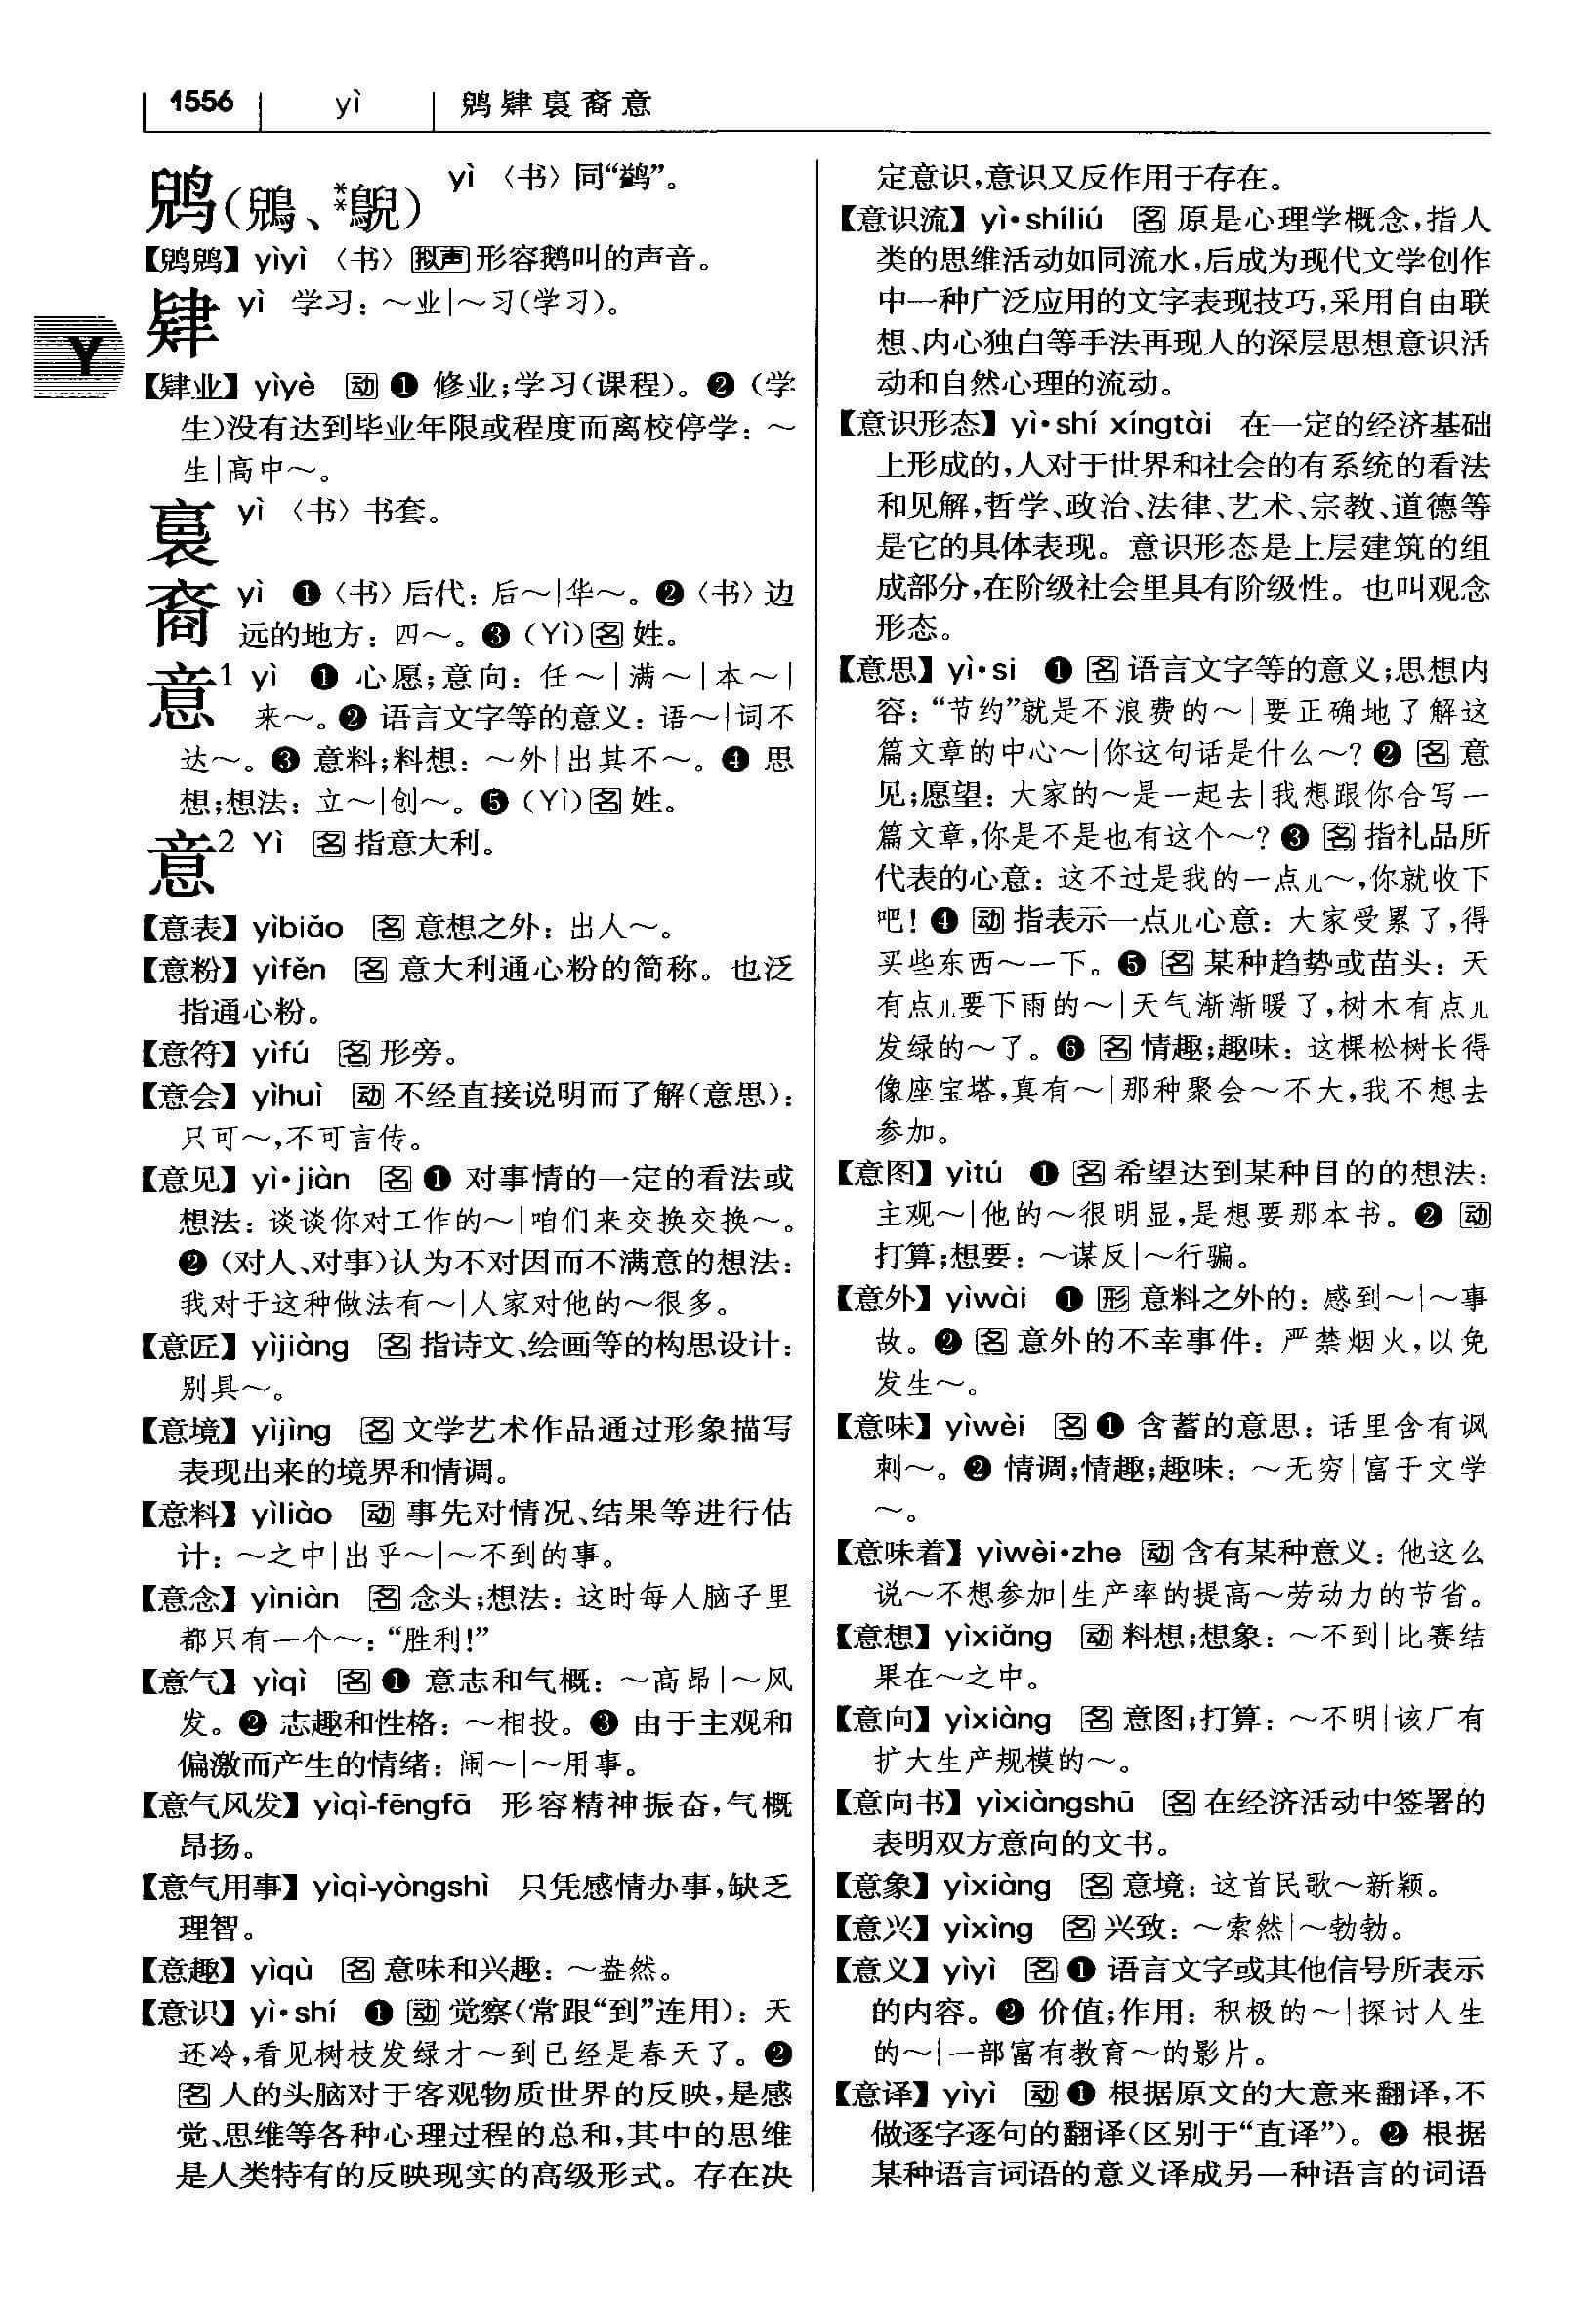 1556 yì 肄裛裔意
(鶂、**鶃) yì 〈书〉同“鹢”。
yìyì 〈书〉 拟声 形容鹅叫的声音。
肄 yì 学习：～业|～习(学习)。
Y
【肄业】yìyè 动 ❶ 修业;学习(课程)。❷ (学
生)没有达到毕业年限或程度而离校停学：～
生|高中～。
裛 yì 〈书〉书套。
裔 yì ❶〈书〉后代：后～|华～。❷〈书〉边
远的地方：四～。❸ (Yì) 名 姓。
意1 yì ❶ 心愿;意向：任～|满～|本～|
来～。❷ 语言文字等的意义：语～|词不
达～。❸ 意料;料想：～外|出其不～。❹ 思
想;想法：立～|创～。❺ (Yì) 名 姓。
意2 Yì 名 指意大利。
【意表】yìbiǎo 名 意想之外：出人～。
【意粉】yìfěn 名 意大利通心粉的简称。也泛
指通心粉。
【意符】yìfú 名 形旁。
【意会】yìhuì 动 不经直接说明而了解(意思)：
只可～,不可言传。
【意见】yì•jiàn 名 ❶ 对事情的一定的看法或
想法：谈谈你对工作的～|咱们来交换交换～。
❷ (对人、对事)认为不对因而不满意的想法：
我对于这种做法有～|人家对他的～很多。
【意匠】yìjiàng 名 指诗文、绘画等的构思设计：
别具～。
【意境】yìjìng 名 文学艺术作品通过形象描写
表现出来的境界和情调。
【意料】yìliào 动 事先对情况、结果等进行估
计：～之中|出乎～|～不到的事。
【意念】yìniàn 名 念头;想法：这时每人脑子里
都只有一个～：“胜利!”
【意气】yìqì 名 ❶ 意志和气概：～高昂|～风
发。❷ 志趣和性格：～相投。❸ 由于主观和
偏激而产生的情绪：闹～|～用事。
【意气风发】yìqì-fēngfā 形容精神振奋,气概
昂扬。
【意气用事】yìqì-yòngshì 只凭感情办事,缺乏
理智。
【意趣】yìqù 名 意味和兴趣：～盎然。
【意识】yì•shí ❶ 动 觉察(常跟“到”连用)：天
还冷,看见树枝发绿才～到已经是春天了。❷
名 人的头脑对于客观物质世界的反映,是感
觉、思维等各种心理过程的总和,其中的思维
是人类特有的反映现实的高级形式。存在决
定意识,意识又反作用于存在。
【意识流】yì•shíliú 名 原是心理学概念,指人
类的思维活动如同流水,后成为现代文学创作
中一种广泛应用的文字表现技巧,采用自由联
想、内心独白等手法再现人的深层思想意识活
动和自然心理的流动。
【意识形态】yì•shí xíngtài 在一定的经济基础
上形成的,人对于世界和社会的有系统的看法
和见解,哲学、政治、法律、艺术、宗教、道德等
是它的具体表现。意识形态是上层建筑的组
成部分,在阶级社会里具有阶级性。也叫观念
形态。
【意思】yì•si ❶ 名 语言文字等的意义;思想内
容：“节约”就是不浪费的～|要正确地了解这
篇文章的中心～|你这句话是什么～? ❷ 名 意
见;愿望：大家的～是一起去|我想跟你合写一
篇文章,你是不是也有这个～? ❸ 名 指礼品所
代表的心意：这不过是我的一点儿～,你就收下
吧! ❹ 动 指表示一点儿心意：大家受累了,得
买些东西～一下。❺ 名 某种趋势或苗头：天
有点儿要下雨的～|天气渐渐暖了,树木有点儿
发绿的～了。❻ 名 情趣;趣味：这棵松树长得
像座宝塔,真有～|那种聚会～不大,我不想去
参加。
【意图】yìtú ❶ 名 希望达到某种目的的想法：
主观～|他的～很明显,是想要那本书。❷ 动
打算;想要：～谋反|～行骗。
【意外】yìwài ❶ 形 意料之外的：感到～|～事
故。❷ 名 意外的不幸事件：严禁烟火,以免
发生～。
【意味】yìwèi 名 ❶ 含蓄的意思：话里含有讽
刺～。❷ 情调;情趣;趣味：～无穷|富于文学
～。
【意味着】yìwèi•zhe 动 含有某种意义：他这么
说～不想参加|生产率的提高～劳动力的节省。
【意想】yìxiǎng 动 料想;想象：～不到|比赛结
果在～之中。
【意向】yìxiàng 名 意图;打算：～不明|该厂有
扩大生产规模的～。
【意向书】yìxiàngshū 名 在经济活动中签署的
表明双方意向的文书。
【意象】yìxiàng 名 意境：这首民歌～新颖。
【意兴】yìxìng 名 兴致：～索然|～勃勃。
【意义】yìyì 名 ❶ 语言文字或其他信号所表示
的内容。❷ 价值;作用：积极的～|探讨人生
的～|一部富有教育～的影片。
【意译】yìyì 动 ❶ 根据原文的大意来翻译,不
做逐字逐句的翻译(区别于“直译”)。❷ 根据
某种语言词语的意义译成另一种语言的词语